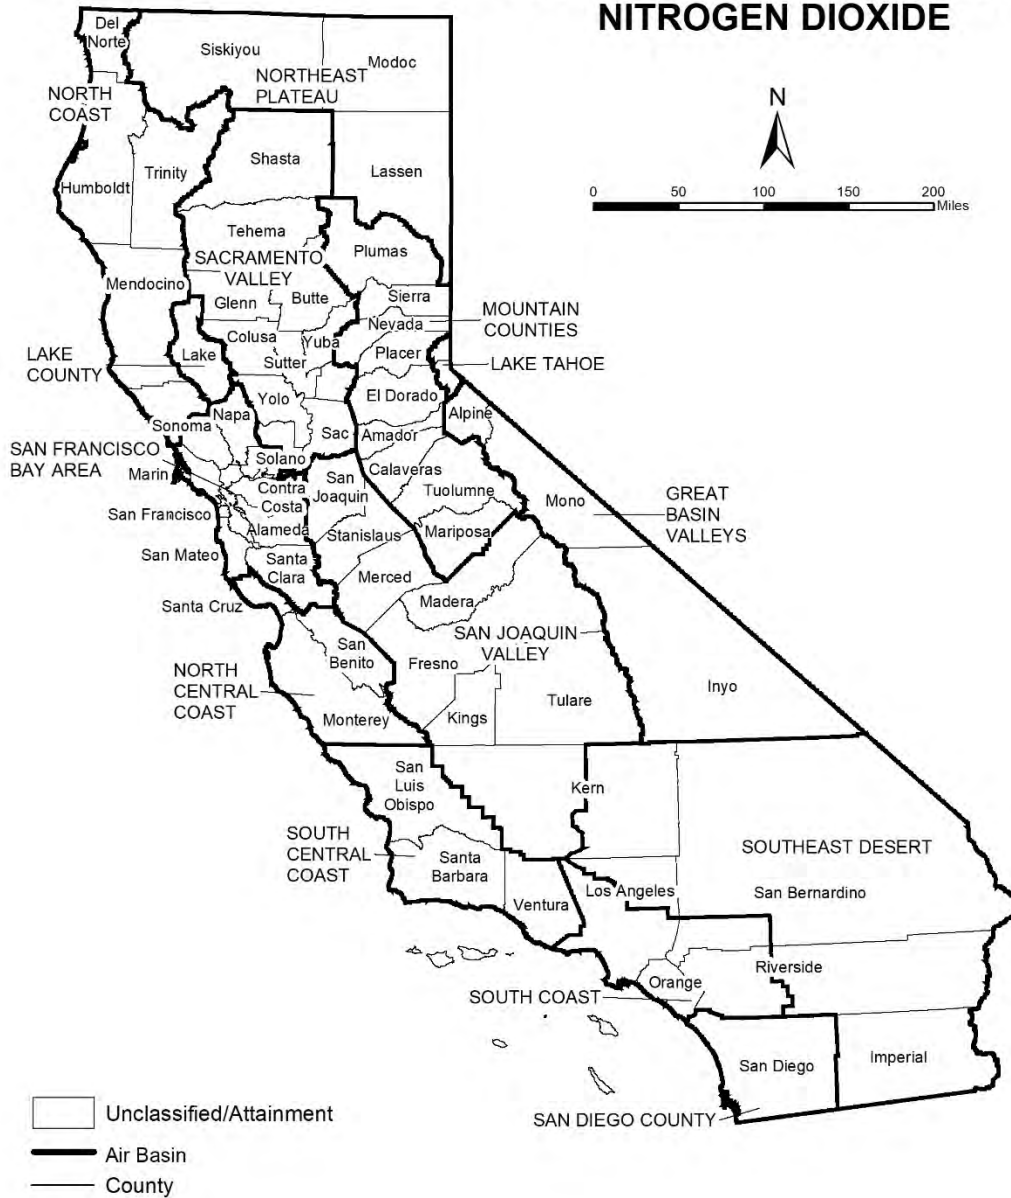 NITROGEN DIOXIDE
Del
Norte
Siskiyou
Modoc
NORTHEAST
PLATEAU
NORTH
COAST
N
Humboldt
Trinity
Shasta
Lassen
0 50 100 150 200
Miles
Tehema
Plumas
SACRAMENTO
VALLEY
Mendocino
Glenn
Butte
Sierra
MOUNTAIN
COUNTIES
Nevada
Colusa
Yuba
Sutter
Placer
LAKE
COUNTY
Lake
LAKE TAHOE
Yolo
El Dorado
Napa
Alpine
Sonoma
Sac
Amador
SAN FRANCISCO
BAY AREA
Solano
Marin
Calaveras
San
Joaquin
Contra
Costa
Tuolumne
Mono
GREAT
BASIN
VALLEYS
San Francisco
Alameda
Stanislaus
Mariposa
San Mateo
Santa
Clara
Merced
Santa Cruz
Madera
SAN JOAQUIN
VALLEY
San
Benito
Fresno
NORTH
CENTRAL
COAST
Inyo
Tulare
Monterey
Kings
San
Luis
Obispo
Kern
SOUTH
CENTRAL
COAST
Santa
Barbara
SOUTHEAST DESERT
Los Angeles
San Bernardino
Ventura
Riverside
Orange
SOUTH COAST
San Diego
Imperial
SAN DIEGO COUNTY
Unclassified/Attainment
Air Basin
County